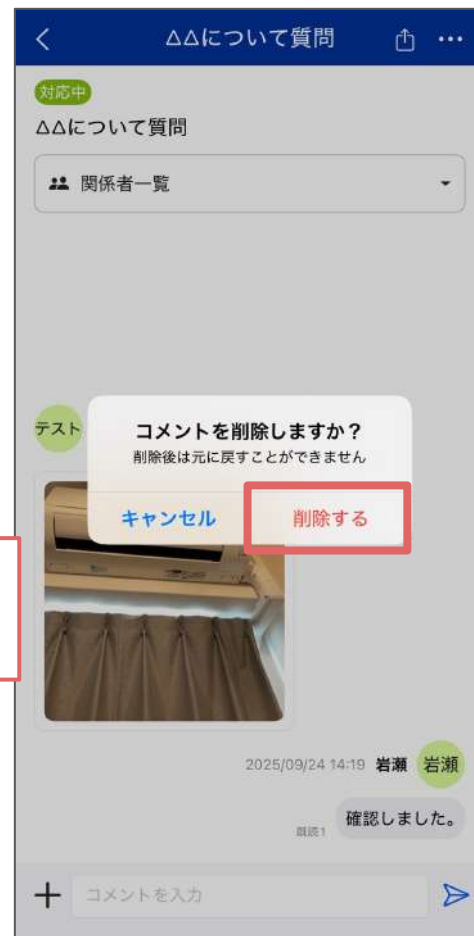 △△について質問
対応中
△△について質問
関係者一覧
テスト
コメントを削除しますか？
削除後は元に戻すことができません
キャンセル
削除する
2025/09/24 14:19 岩瀬 岩瀬
確認しました。
既読1
コメントを入力